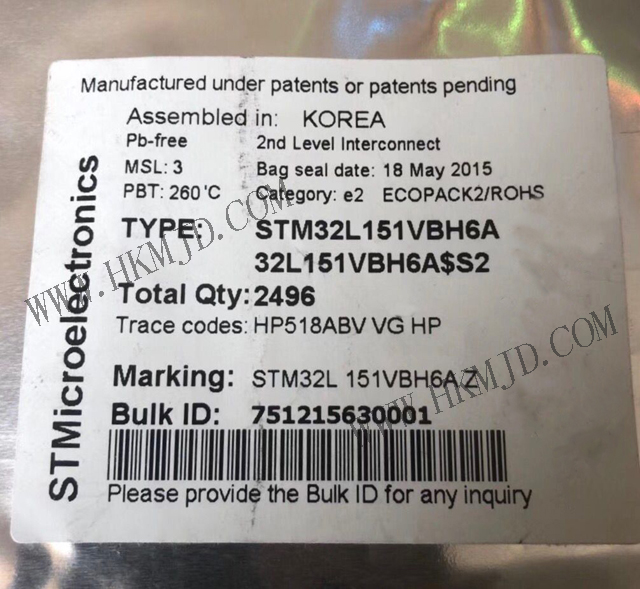 Manufactured under patents or patents pending
Assembled in: KOREA
Pb-free 2nd Level Interconnect
MSL: 3 Bag seal date: 18 May 2015
PBT: 260°C Category: e2 ECOPACK2/ROHS
TYPE: STM32L151VBH6A
32L151VBH6A$S2
Total Qty: 2496
Trace codes: HP518ABV VG HP
Marking: STM32L 151VBH6A Z
Bulk ID: 751215630001
Please provide the Bulk ID for any inquiry
STMicroelectronics
WWW.HKMJD.COM
WWW.HKMJD.COM